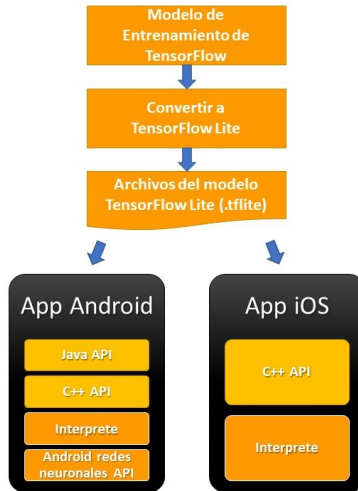 Modelo de
Entrenamiento de
TensorFlow
Convertir a
TensorFlow Lite
Archivos del modelo
TensorFlow Lite (.tflite)
App Android
Java API
C++ API
Interprete
Android redes
neuronales API
App iOS
C++ API
Interprete